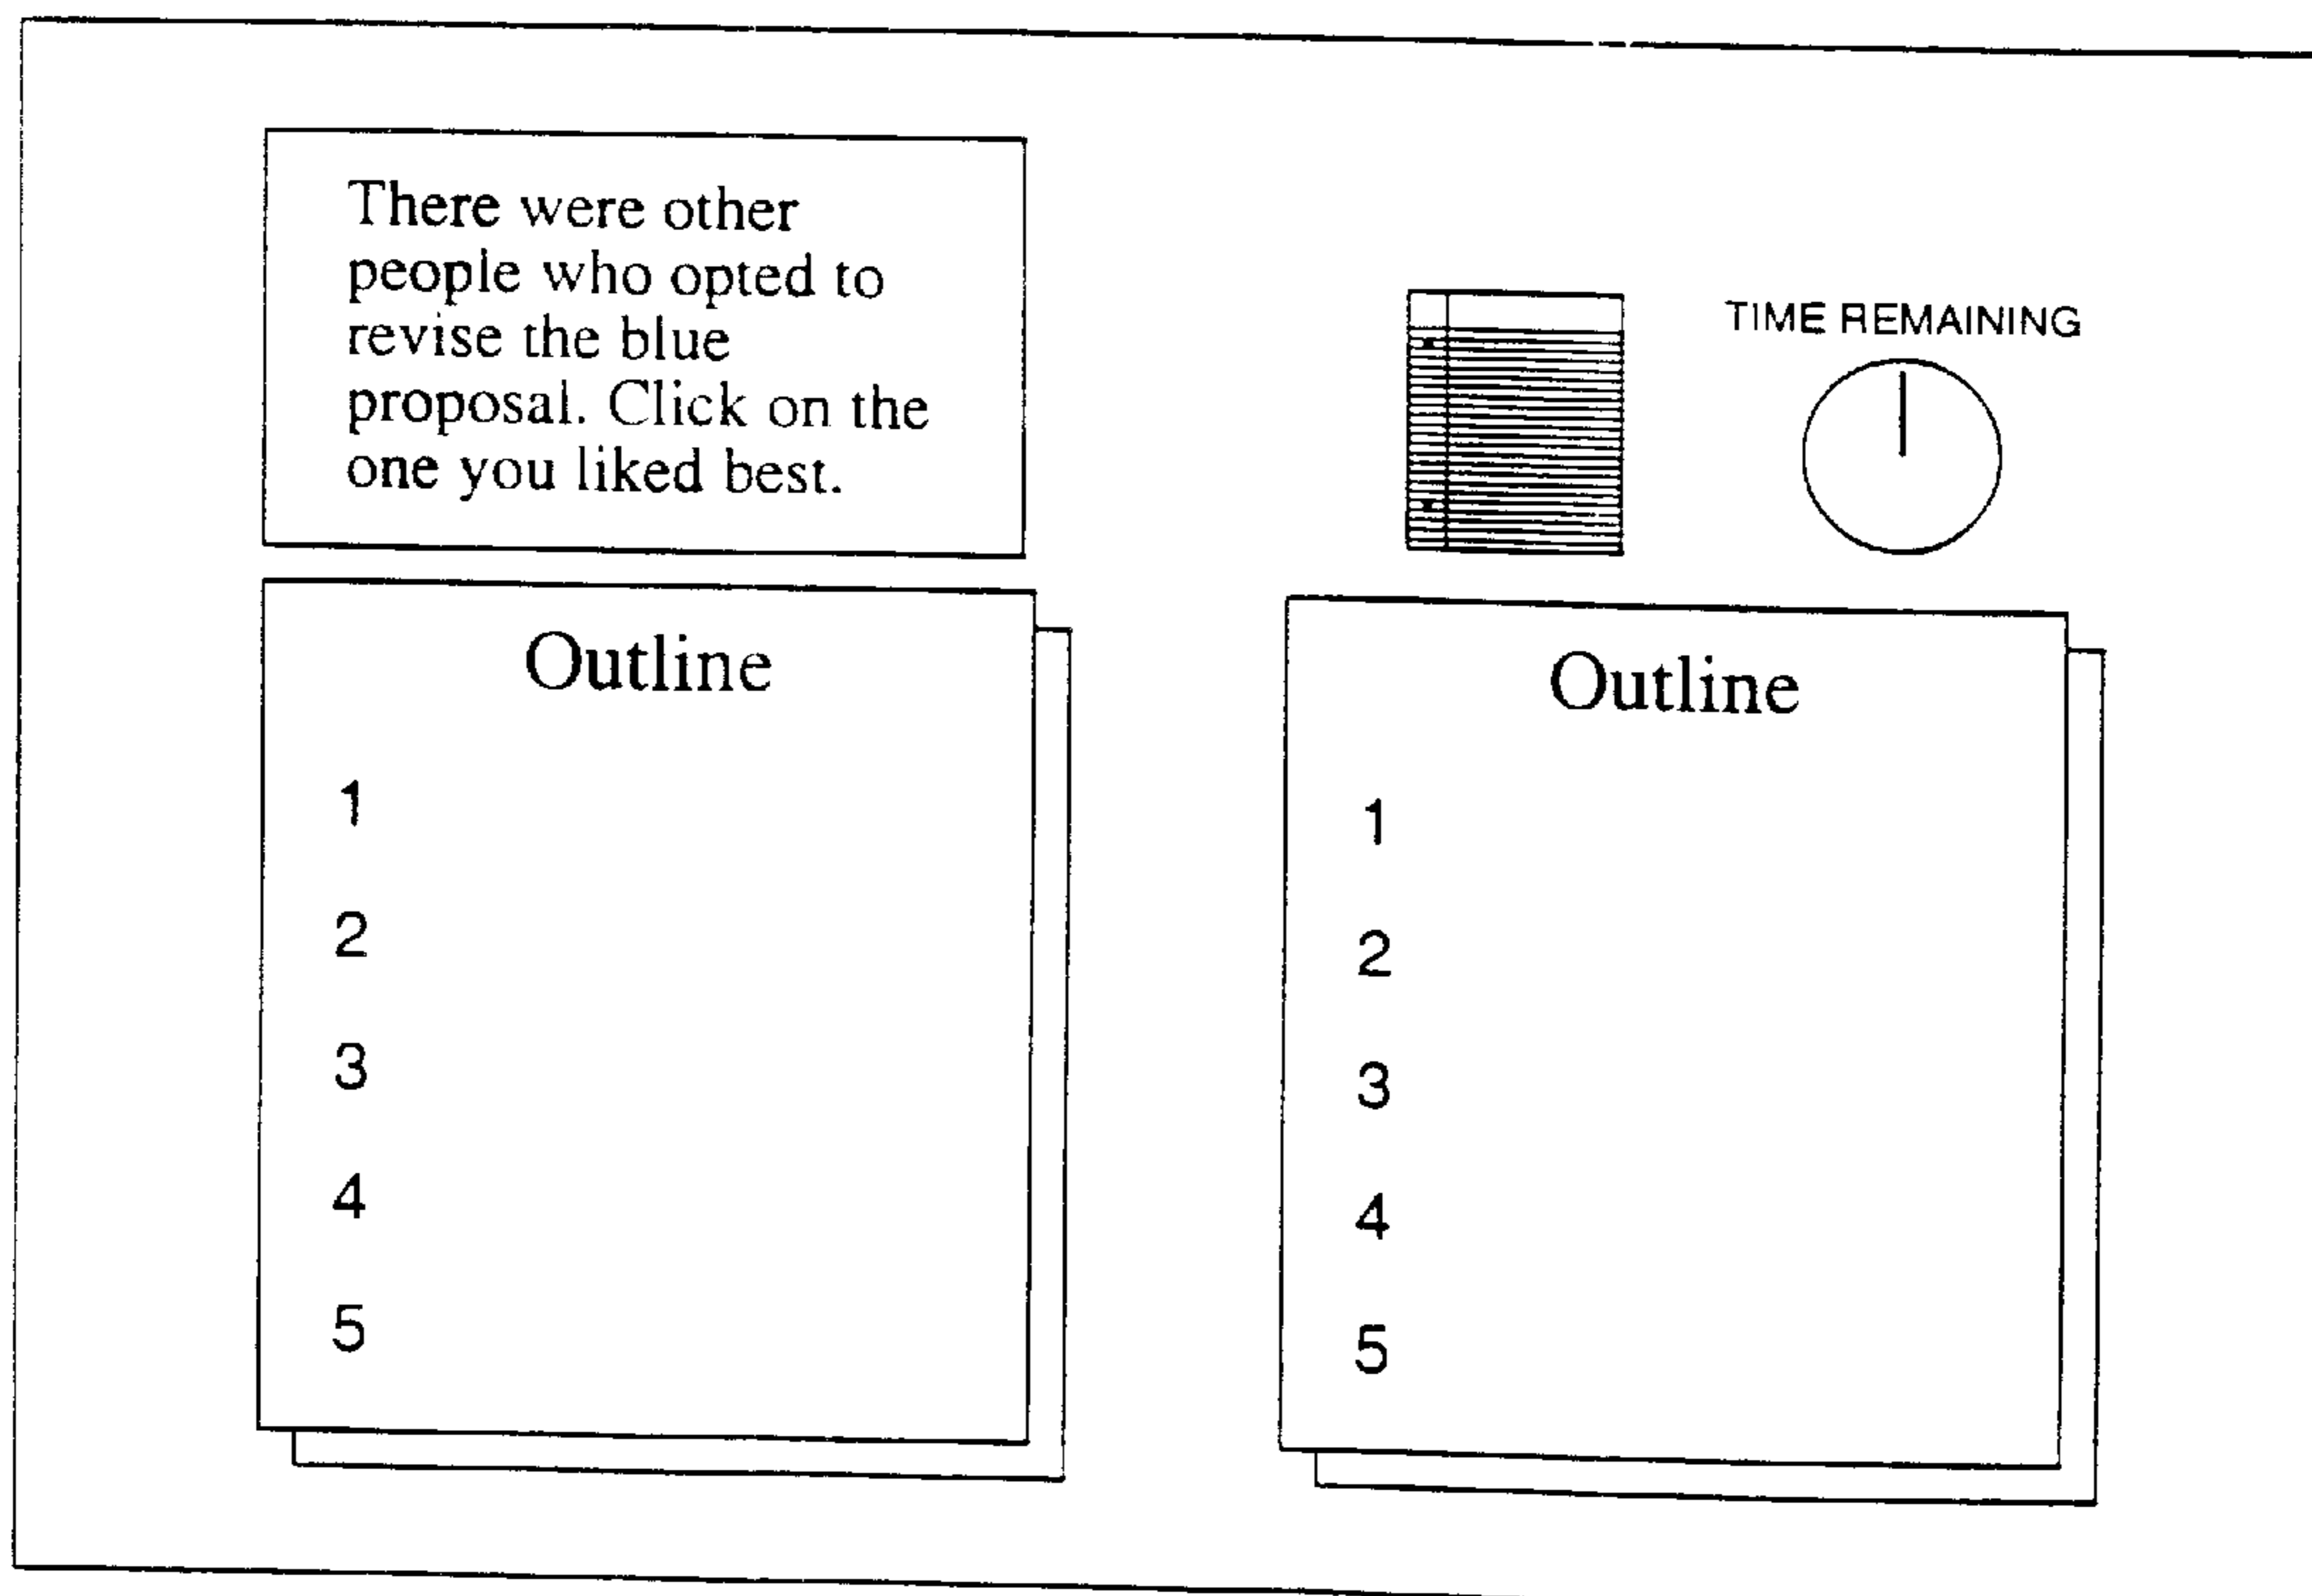 There were other
people who opted to
revise the blue
proposal. Click on the
one you liked best.
TIME REMAINING
Outline
1
2
3
4
5
Outline
1
2
3
4
5